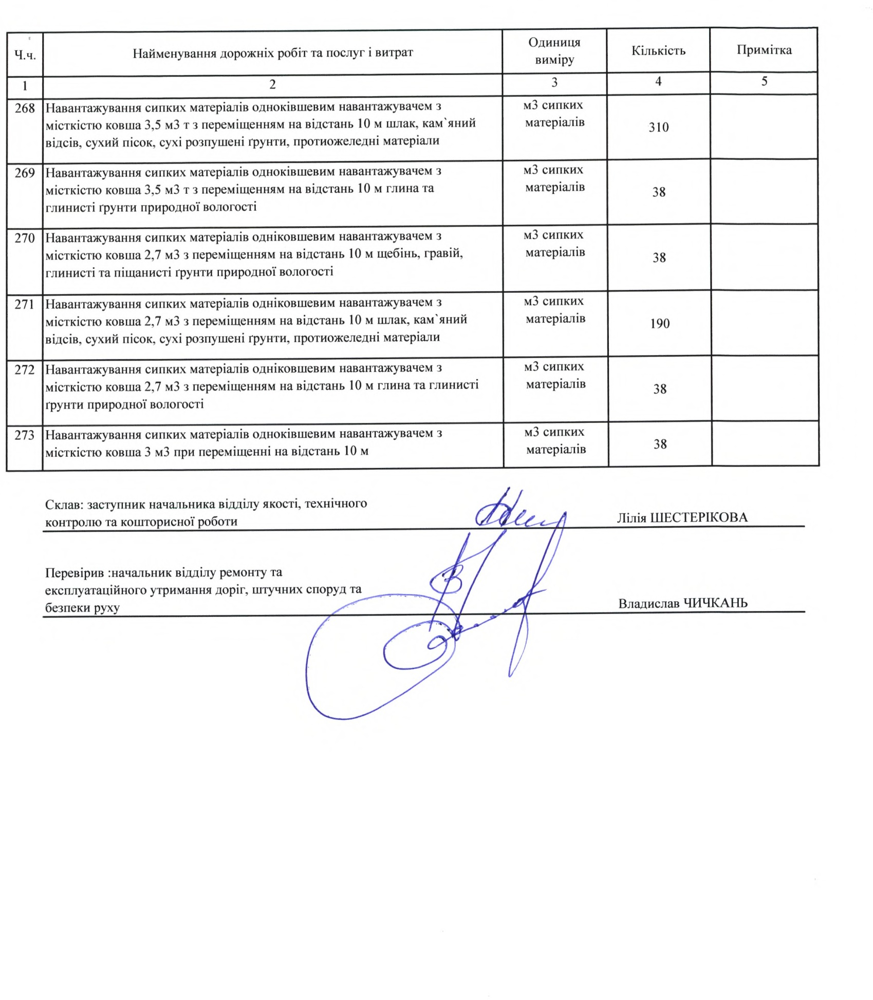 Ч.ч.
Найменування дорожніх робіт та послуг і витрат
Одиниця
виміру
Кількість
Примітка
1
2
3
4
5
268
Навантажування сипких матеріалів одноківшевим навантажувачем з
місткістю ковша 3,5 м3 т з переміщенням на відстань 10 м шлак, кам`яний
відсів, сухий пісок, сухі розпушені ґрунти, протиожеледні матеріали
м3 сипких
матеріалів
310
269
Навантажування сипких матеріалів одноківшевим навантажувачем з
місткістю ковша 3,5 м3 т з переміщенням на відстань 10 м глина та
глинисті ґрунти природної вологості
м3 сипких
матеріалів
38
270
Навантажування сипких матеріалів одніковшевим навантажувачем з
місткістю ковша 2,7 м3 з переміщенням на відстань 10 м щебінь, гравій,
глинисті та піщанисті ґрунти природної вологості
м3 сипких
матеріалів
38
271
Навантажування сипких матеріалів одніковшевим навантажувачем з
місткістю ковша 2,7 м3 з переміщенням на відстань 10 м шлак, кам`яний
відсів, сухий пісок, сухі розпушені ґрунти, протиожеледні матеріали
м3 сипких
матеріалів
190
272
Навантажування сипких матеріалів одніковшевим навантажувачем з
місткістю ковша 2,7 м3 з переміщенням на відстань 10 м глина та глинисті
ґрунти природної вологості
м3 сипких
матеріалів
38
273
Навантажування сипких матеріалів одноківшевим навантажувачем з
місткістю ковша 3 м3 при переміщенні на відстань 10 м
м3 сипких
матеріалів
38
Склав: заступник начальника відділу якості, технічного
контролю та кошторисної роботи
Лілія ШЕСТЕРІКОВА
Перевірив :начальник відділу ремонту та
експлуатаційного утримання доріг, штучних споруд та
безпеки руху
Владислав ЧИЧКАНЬ